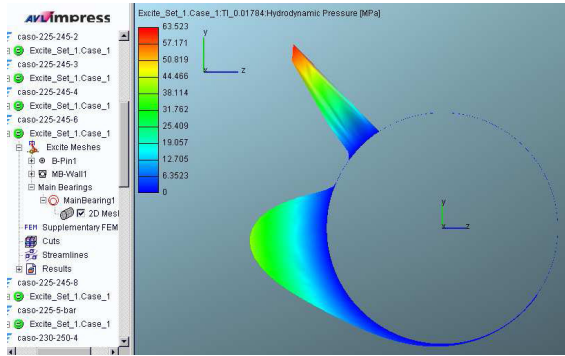 AVL impress
caso-225-245-2
Excite_Set_1.Case_1
caso-225-245-3
Excite_Set_1.Case_1
caso-225-245-4
Excite_Set_1.Case_1
caso-225-245-6
Excite_Set_1.Case_1
Excite Meshes
B-Pin1
MB-Wall1
Main Bearings
MainBearing1
2D Mesl
FEM Supplementary FEM
Cuts
Streamlines
Results
caso-225-245-8
Excite_Set_1.Case_1
caso-225-5-bar
Excite_Set_1.Case_1
caso-230-250-4
Excite_Set_1.Case_1:TI_0.01784:Hydrodynamic Pressure [MPa]
63.523
57.171
50.819
44.466
38.114
31.762
25.409
19.057
12.705
6.3523
0
y
x z
y
x z